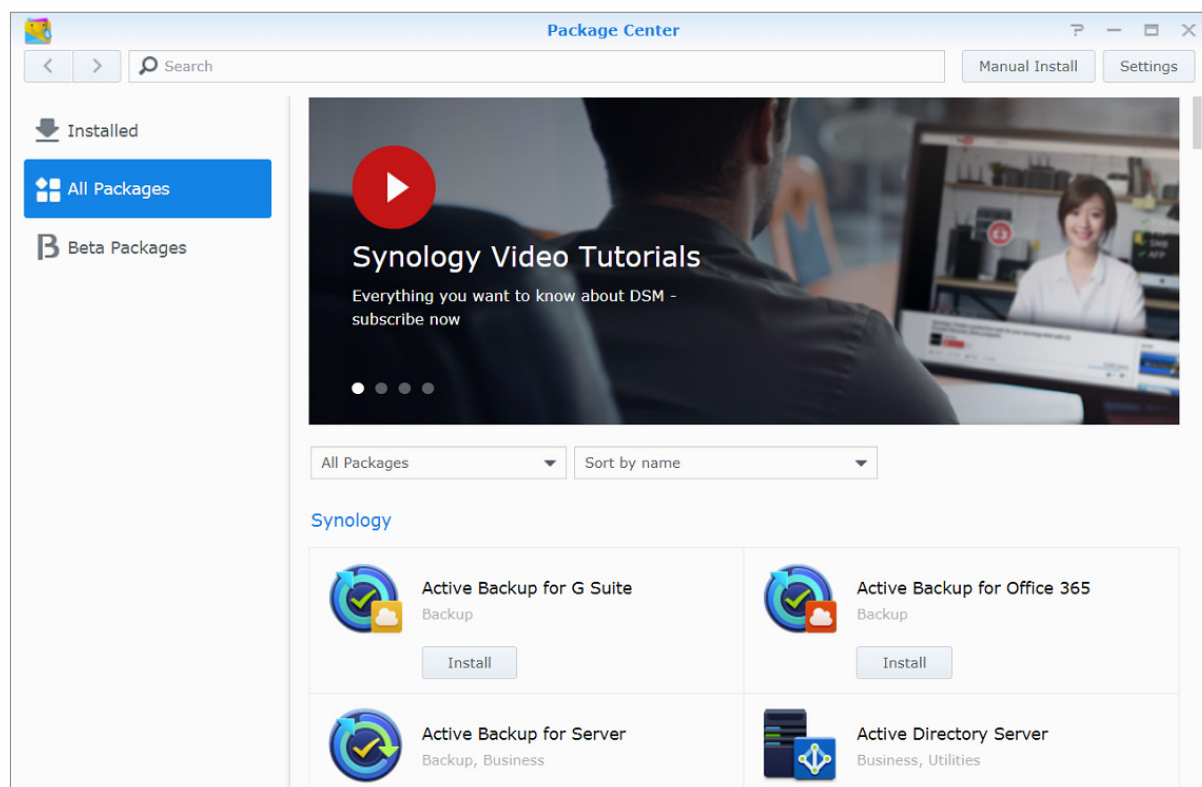 Package Center
Search
Manual Install
Settings
Installed
All Packages
Beta Packages
Synology Video Tutorials
Everything you want to know about DSM -
subscribe now
All Packages
Sort by name
Synology
Active Backup for G Suite
Backup
Install
Active Backup for Office 365
Backup
Install
Active Backup for Server
Backup, Business
Active Directory Server
Business, Utilities